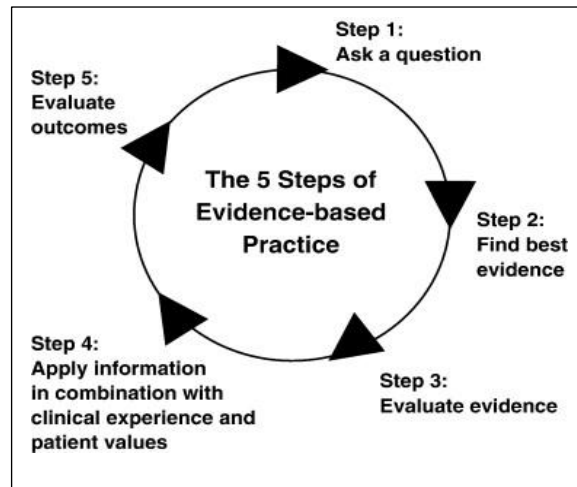 The 5 Steps of
Evidence-based
Practice
Step 1:
Ask a question
Step 2:
Find best
evidence
Step 3:
Evaluate evidence
Step 4:
Apply information
in combination with
clinical experience and
patient values
Step 5:
Evaluate
outcomes